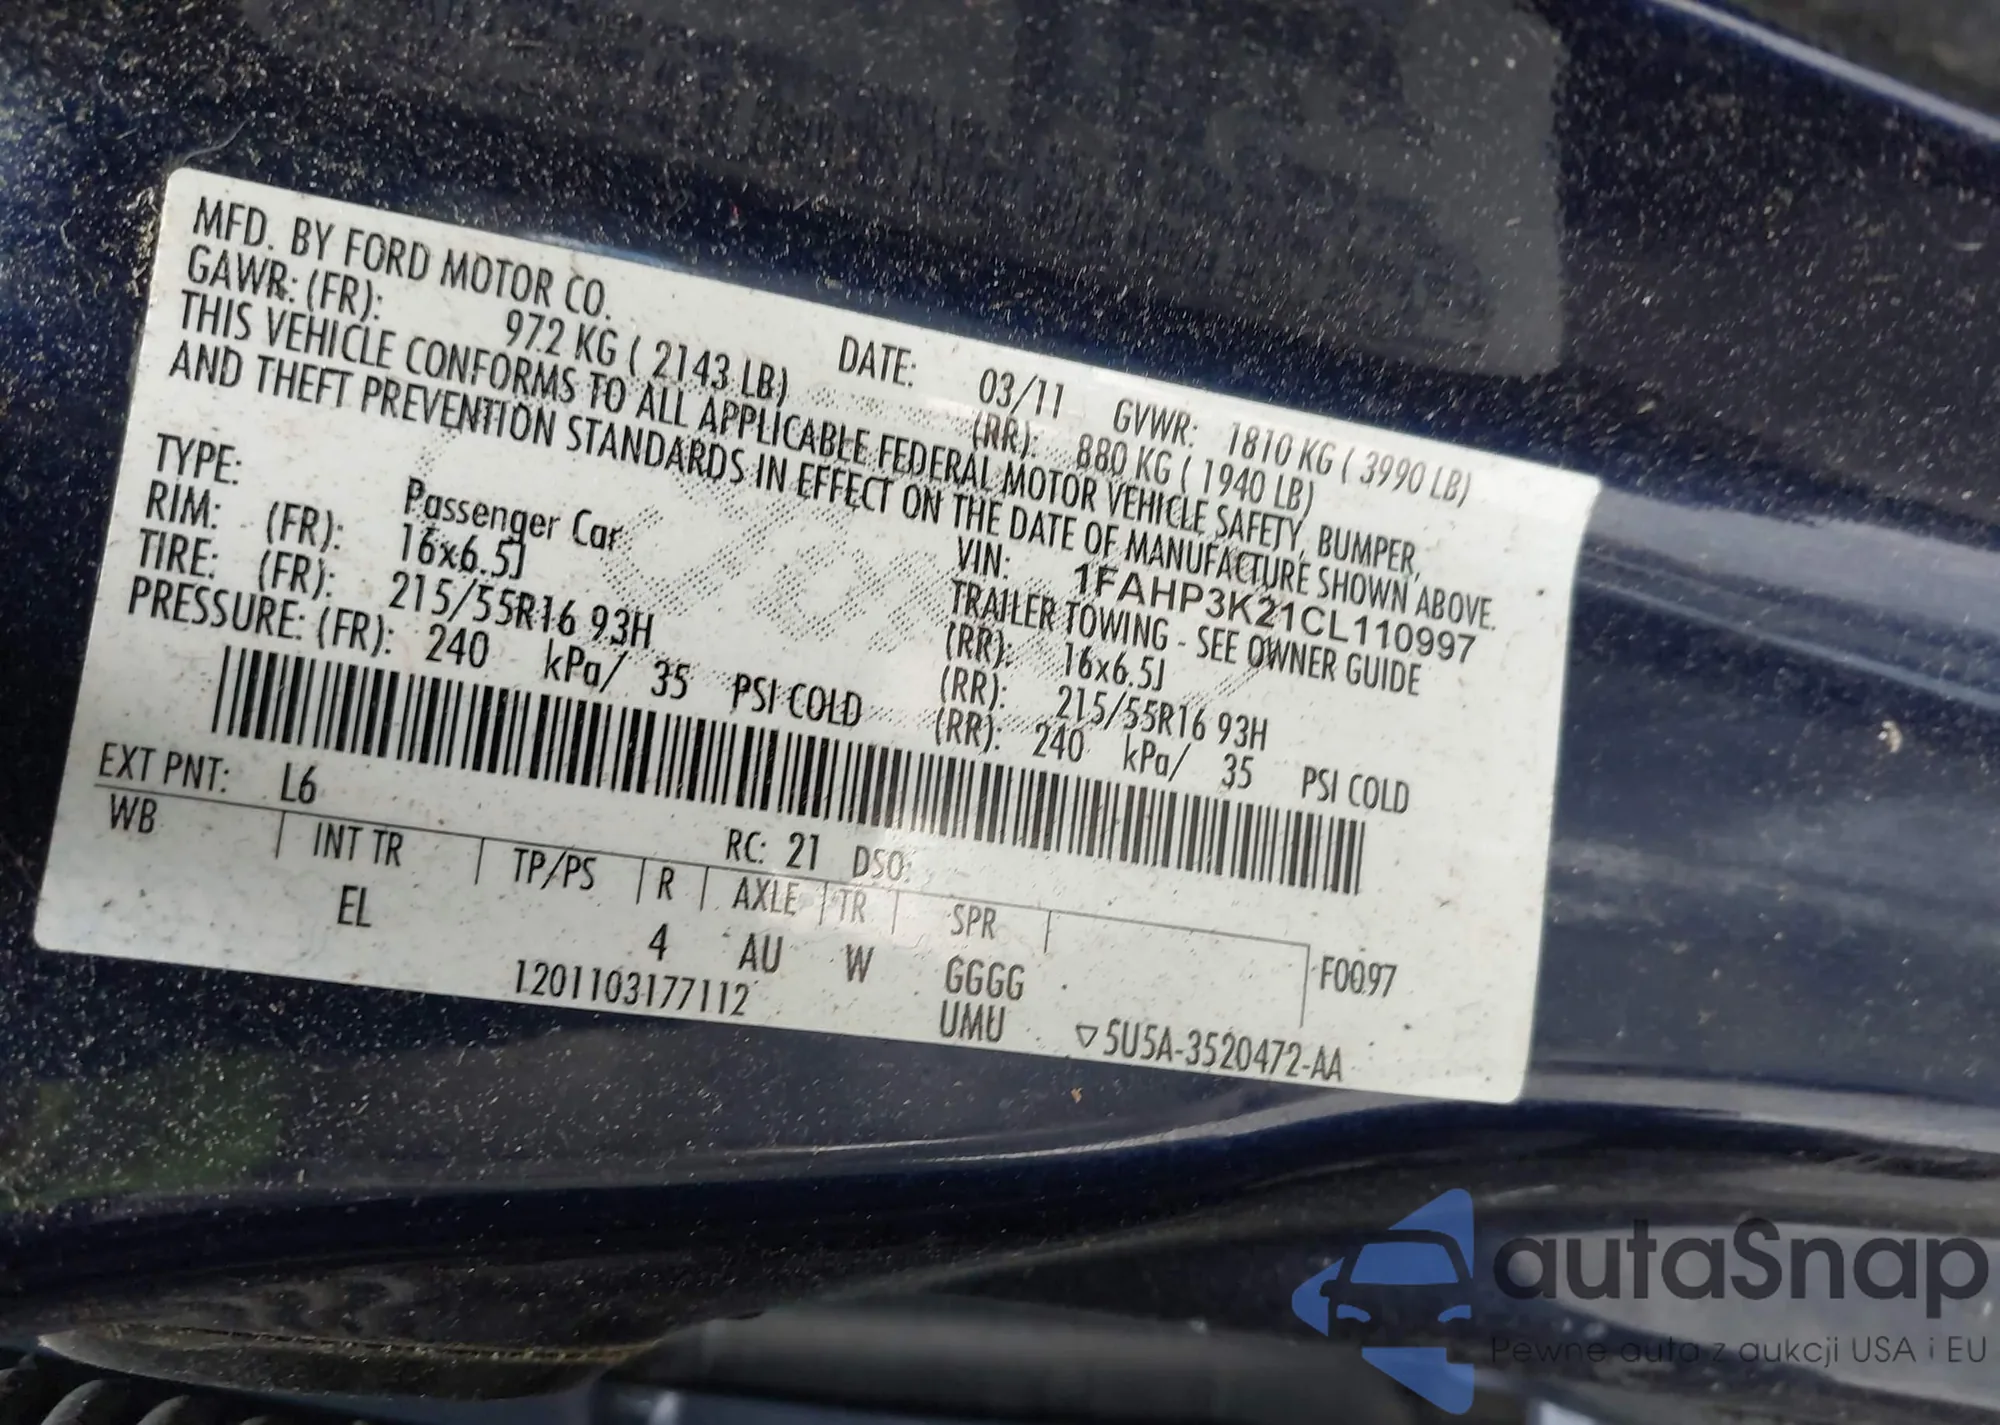 MFD. BY FORD MOTOR CO.
DATE: 03/11 GVWR: 1810 KG ( 3990 LB)
GAWR: (FR): 972 KG ( 2143 LB) (RR): 880 KG ( 1940 LB)
THIS VEHICLE CONFORMS TO ALL APPLICABLE FEDERAL MOTOR VEHICLE SAFETY, BUMPER,
AND THEFT PREVENTION STANDARDS IN EFFECT ON THE DATE OF MANUFACTURE SHOWN ABOVE.
VIN: 1FAHP3K21CL110997
TYPE: Passenger Car TRAILER TOWING - SEE OWNER GUIDE
RIM: (FR): 16x6.5J (RR): 16x6.5J
TIRE: (FR): 215/55R16 93H (RR): 215/55R16 93H
PRESSURE: (FR): 240 kPa/ 35 PSI COLD (RR): 240 kPa/ 35 PSI COLD
EXT PNT: L6 RC: 21 DSO:
WB INT TR TP/PS R AXLE TR SPR
EL 4 AU W GGGG F0097
1201103177112 UMU ▽5U5A-3520472-AA
autaSnap
Pewne auta z aukcji USA i EU